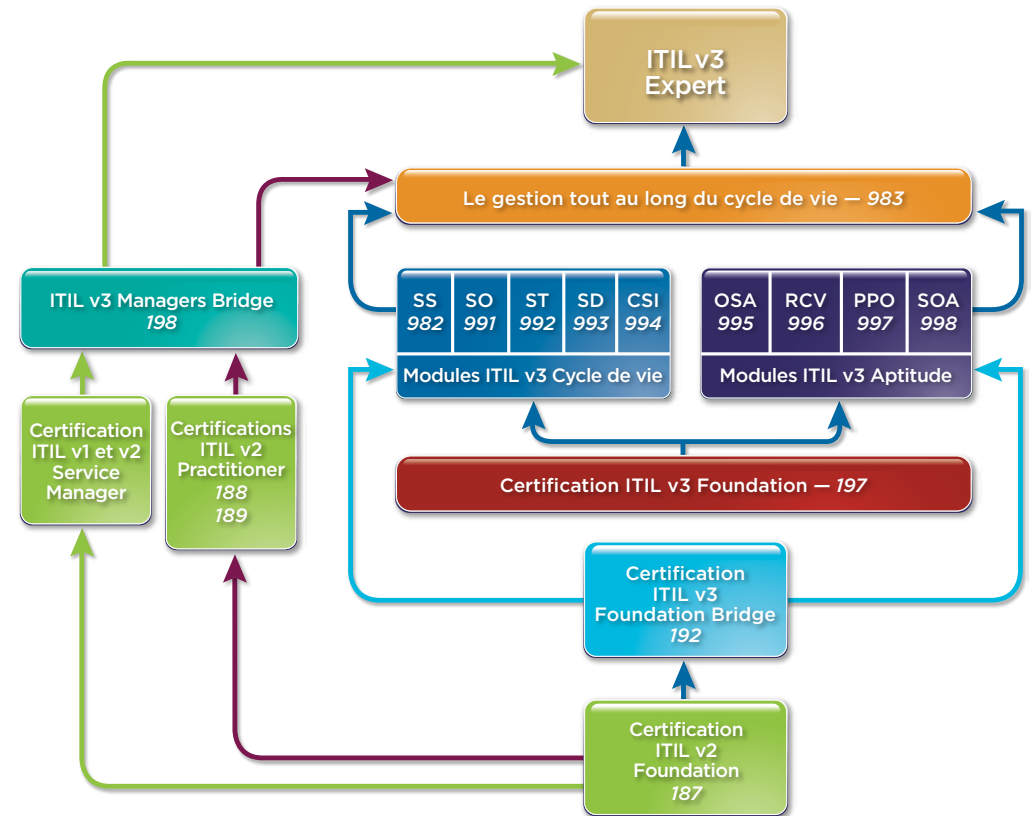 ITIL v3
Expert
Le gestion tout au long du cycle de vie — 983
ITIL v3 Managers Bridge
198
SS SO ST SD CSI
982 991 992 993 994
Modules ITIL v3 Cycle de vie
OSA RCV PPO SOA
995 996 997 998
Modules ITIL v3 Aptitude
Certification
ITIL v1 et v2
Service
Manager
Certifications
ITIL v2
Practitioner
188
189
Certification ITIL v3 Foundation — 197
Certification
ITIL v3
Foundation Bridge
192
Certification
ITIL v2
Foundation
187